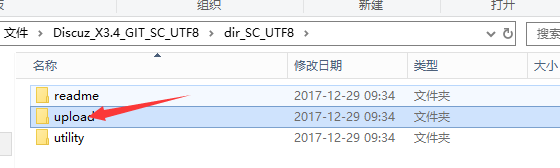 组织 新建 打开
文件 › Discuz_X3.4_GIT_SC_UTF8 › dir_SC_UTF8 › 搜索
名称 修改日期 类型 大小
readme 2017-12-29 09:34 文件夹
upload 2017-12-29 09:34 文件夹
utility 2017-12-29 09:34 文件夹